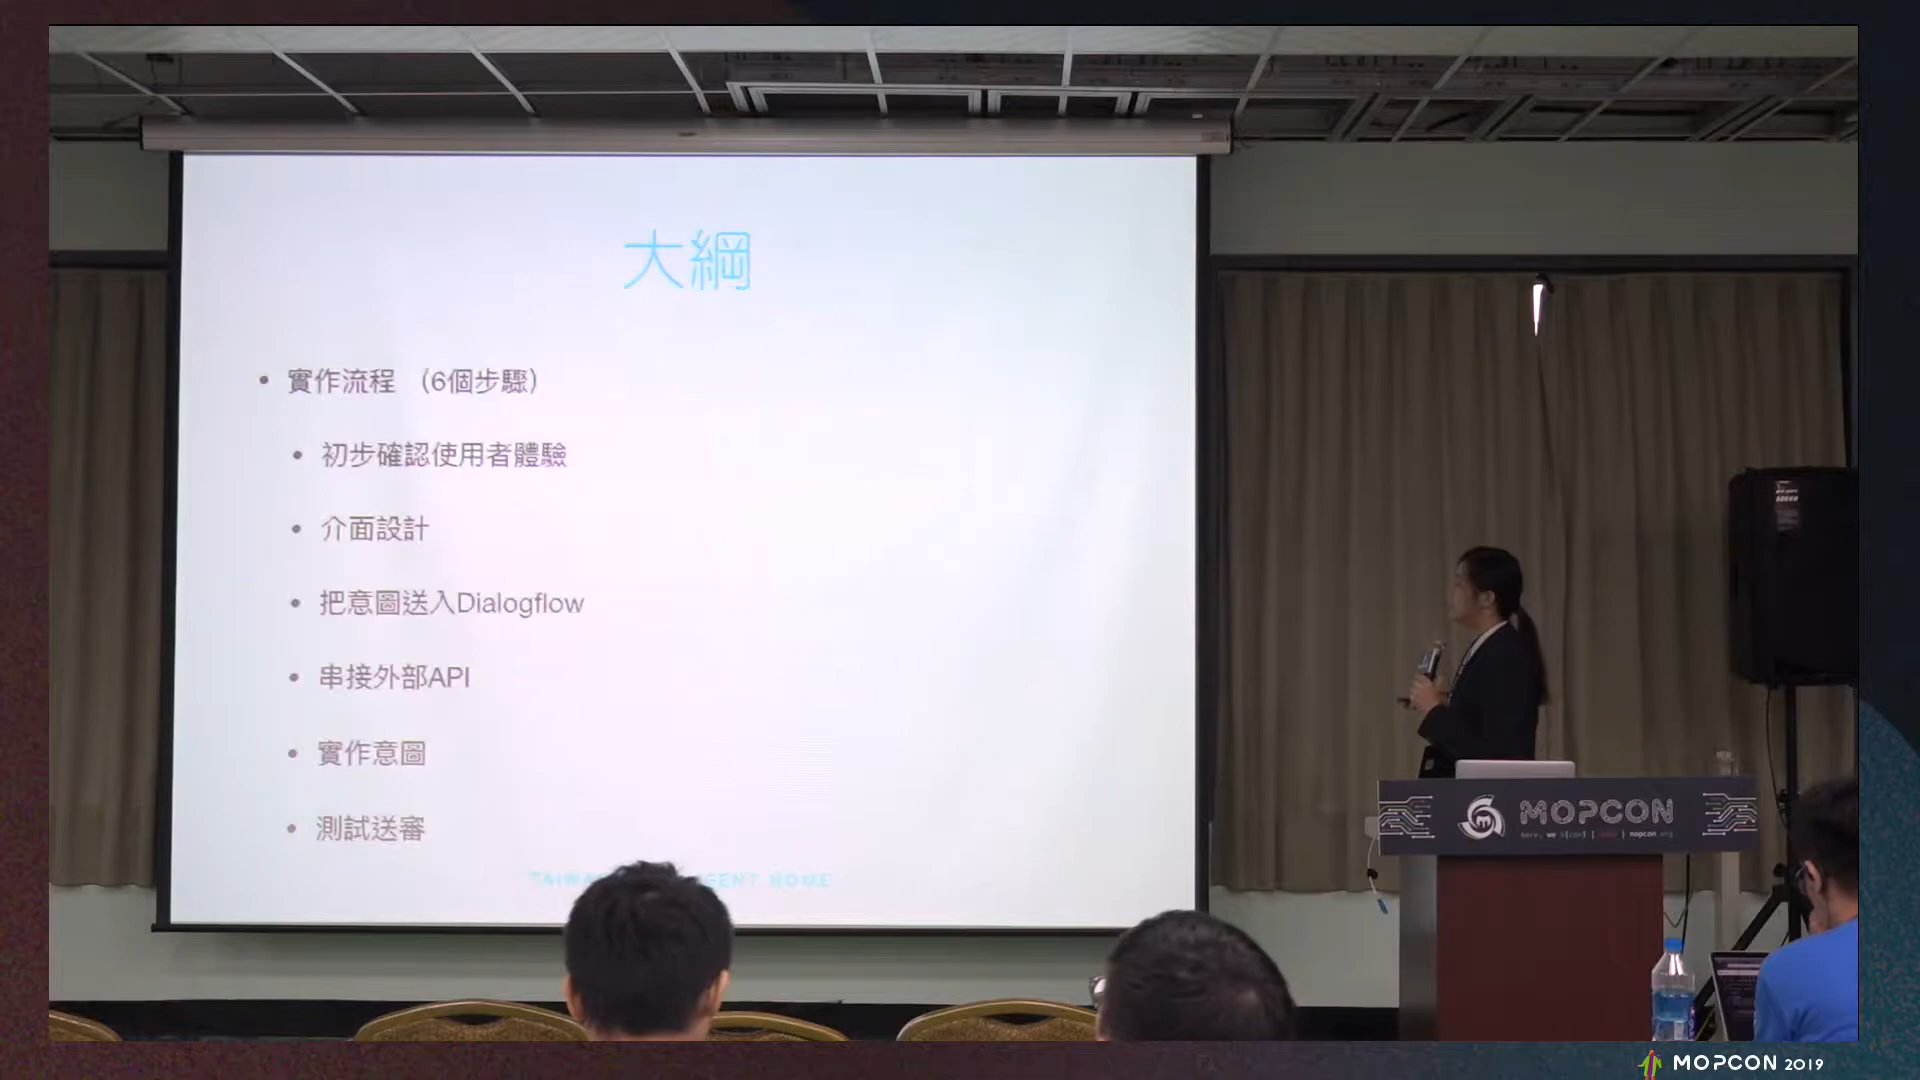 大綱
• 實作流程 （6個步驟）
• 初步確認使用者體驗
• 介面設計
• 把意圖送入Dialogflow
• 串接外部API
• 實作意圖
• 測試送審
HOME
MOPCON
MOPCON 2019